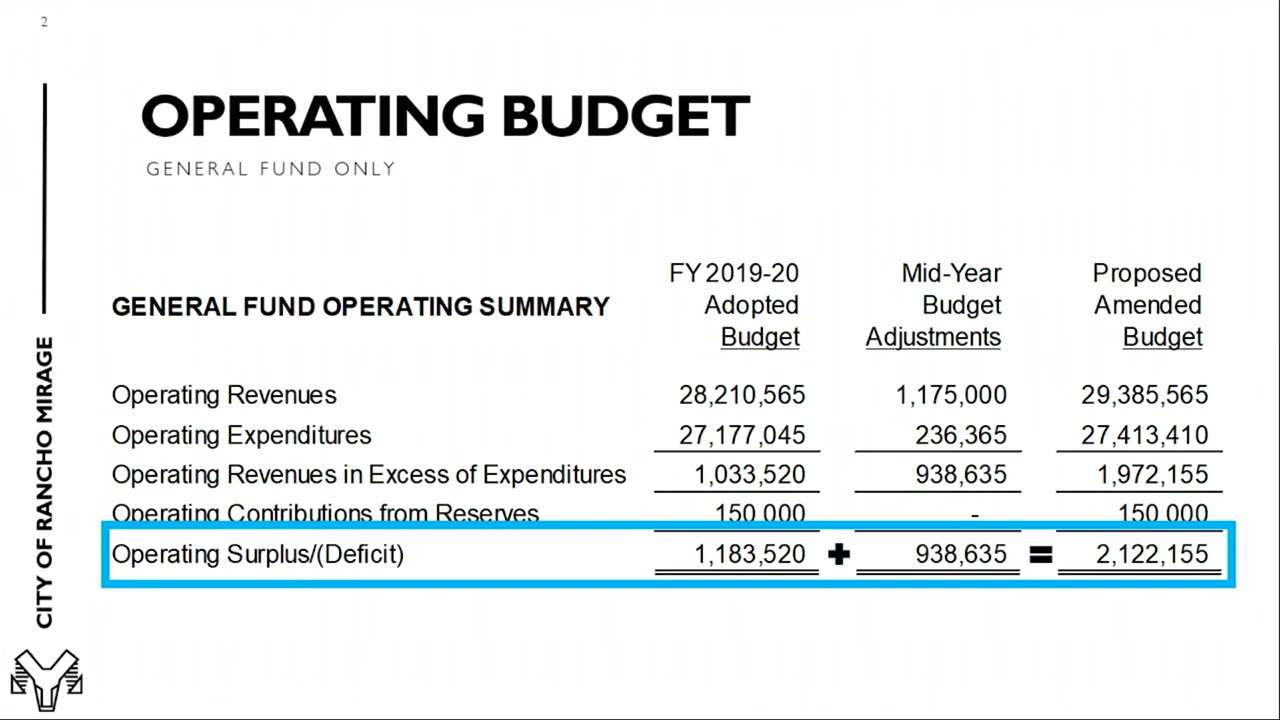 2
OPERATING BUDGET
GENERAL FUND ONLY
CITY OF RANCHO MIRAGE
FY 2019-20 Mid-Year Proposed
GENERAL FUND OPERATING SUMMARY Adopted Budget Amended
Budget Adjustments Budget
Operating Revenues 28,210,565 1,175,000 29,385,565
Operating Expenditures 27,177,045 236,365 27,413,410
Operating Revenues in Excess of Expenditures 1,033,520 938,635 1,972,155
Operating Contributions from Reserves 150,000 - 150,000
Operating Surplus/(Deficit) 1,183,520 + 938,635 = 2,122,155